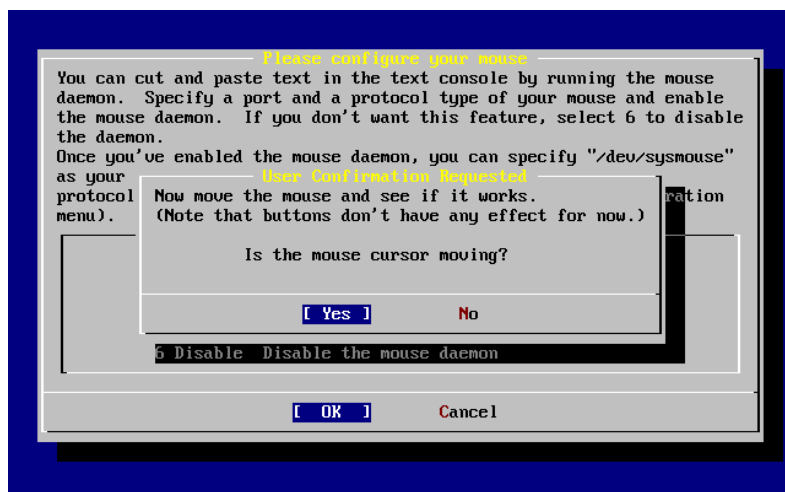 Please configure your mouse
You can cut and paste text in the text console by running the mouse
daemon.  Specify a port and a protocol type of your mouse and enable
the mouse daemon.  If you don't want this feature, select 6 to disable
the daemon.
Once you've enabled the mouse daemon, you can specify "/dev/sysmouse"
as your
protocol ration
menu).
User Confirmation Requested
Now move the mouse and see if it works.
(Note that buttons don't have any effect for now.)
Is the mouse cursor moving?
[ Yes ] No
6 Disable  Disable the mouse daemon
[ OK ] Cancel